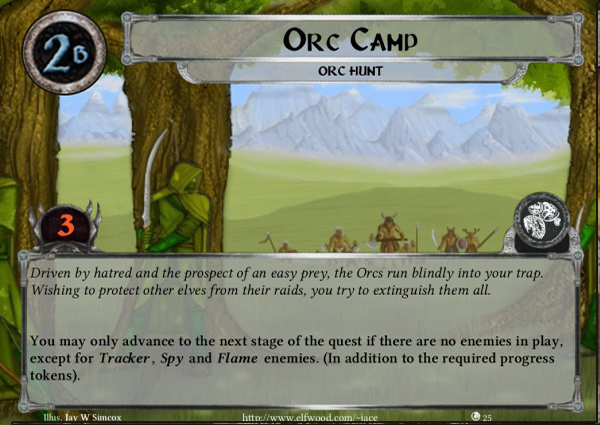 2B
ORC CAMP
ORC HUNT
3
Driven by hatred and the prospect of an easy prey, the Orcs run blindly into your trap.
Wishing to protect other elves from their raids, you try to extinguish them all.
You may only advance to the next stage of the quest if there are no enemies in play,
except for Tracker, Spy and Flame enemies. (In addition to the required progress
tokens).
Illus. Jay W Simcox
http://www.elfwood.com/~iace
25